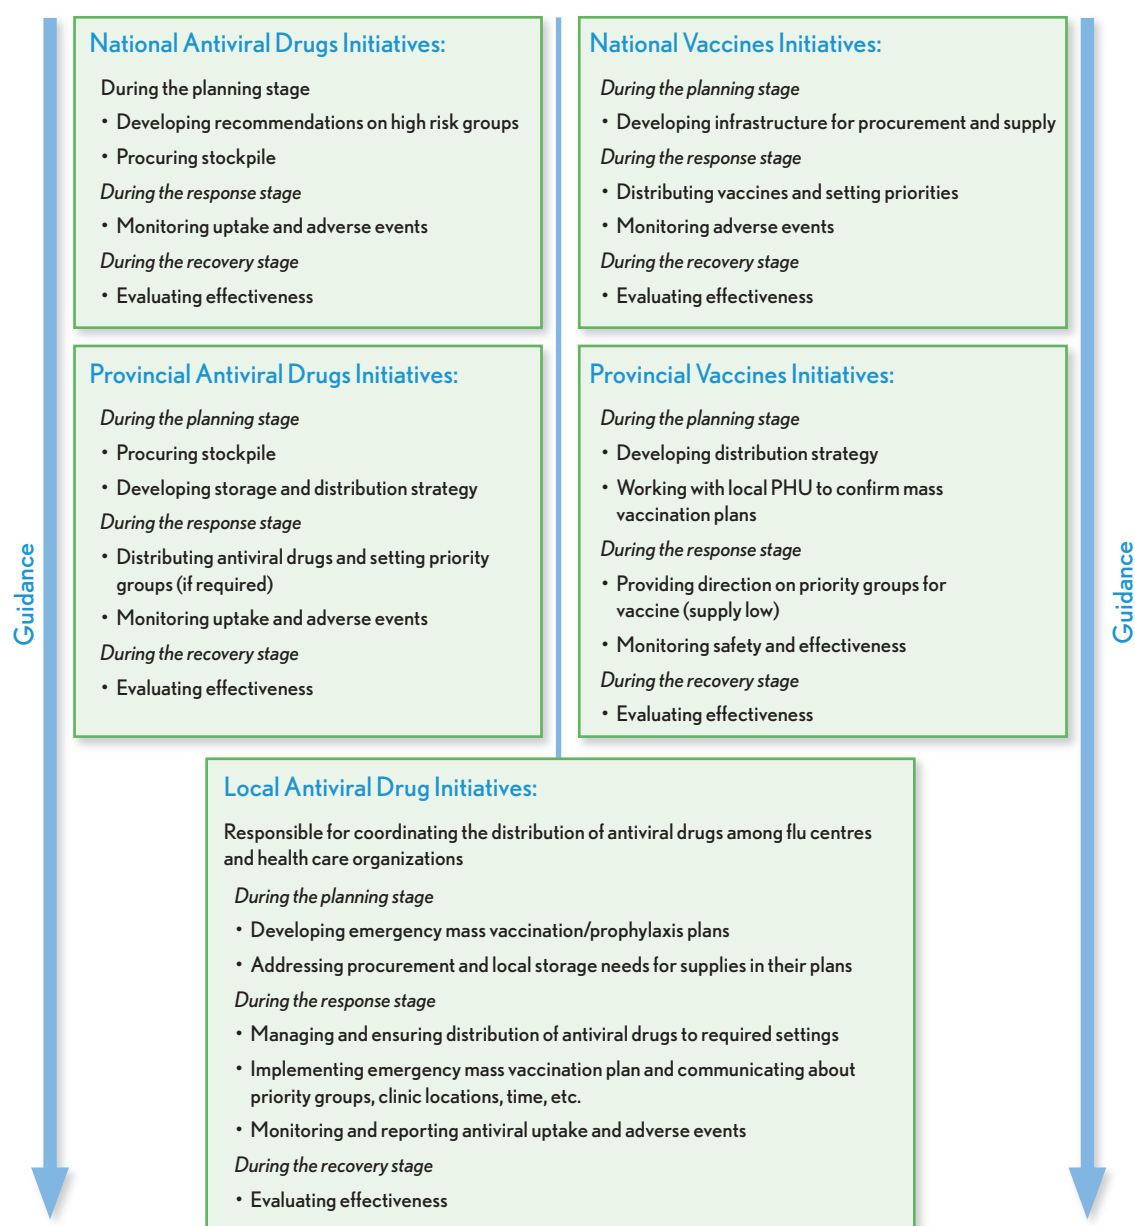 National Antiviral Drugs Initiatives:
During the planning stage
• Developing recommendations on high risk groups
• Procuring stockpile
During the response stage
• Monitoring uptake and adverse events
During the recovery stage
• Evaluating effectiveness
National Vaccines Initiatives:
During the planning stage
• Developing infrastructure for procurement and supply
During the response stage
• Distributing vaccines and setting priorities
• Monitoring adverse events
During the recovery stage
• Evaluating effectiveness
Provincial Antiviral Drugs Initiatives:
During the planning stage
• Procuring stockpile
• Developing storage and distribution strategy
During the response stage
• Distributing antiviral drugs and setting priority
groups (if required)
• Monitoring uptake and adverse events
During the recovery stage
• Evaluating effectiveness
Provincial Vaccines Initiatives:
During the planning stage
• Developing distribution strategy
• Working with local PHU to confirm mass
vaccination plans
During the response stage
• Providing direction on priority groups for
vaccine (supply low)
• Monitoring safety and effectiveness
During the recovery stage
• Evaluating effectiveness
Guidance
Guidance
Local Antiviral Drug Initiatives:
Responsible for coordinating the distribution of antiviral drugs among flu centres
and health care organizations
During the planning stage
• Developing emergency mass vaccination/prophylaxis plans
• Addressing procurement and local storage needs for supplies in their plans
During the response stage
• Managing and ensuring distribution of antiviral drugs to required settings
• Implementing emergency mass vaccination plan and communicating about
priority groups, clinic locations, time, etc.
• Monitoring and reporting antiviral uptake and adverse events
During the recovery stage
• Evaluating effectiveness